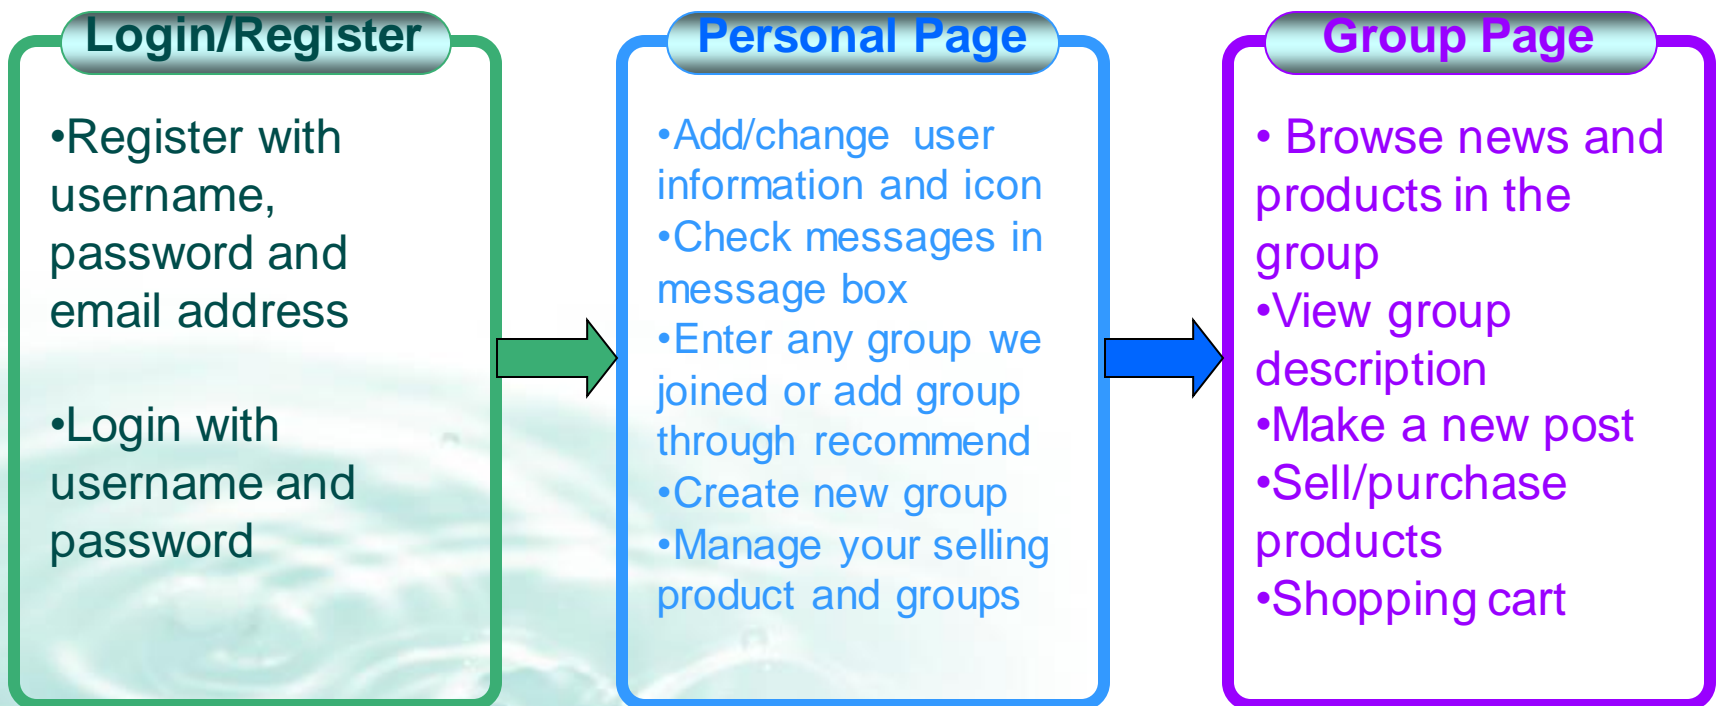 Login/Register
•Register with
username,
password and
email address
•Login with
username and
password
Personal Page
•Add/change user
information and icon
•Check messages in
message box
•Enter any group we
joined or add group
through recommend
•Create new group
•Manage your selling
product and groups
Group Page
• Browse news and
products in the
group
•View group
description
•Make a new post
•Sell/purchase
products
•Shopping cart